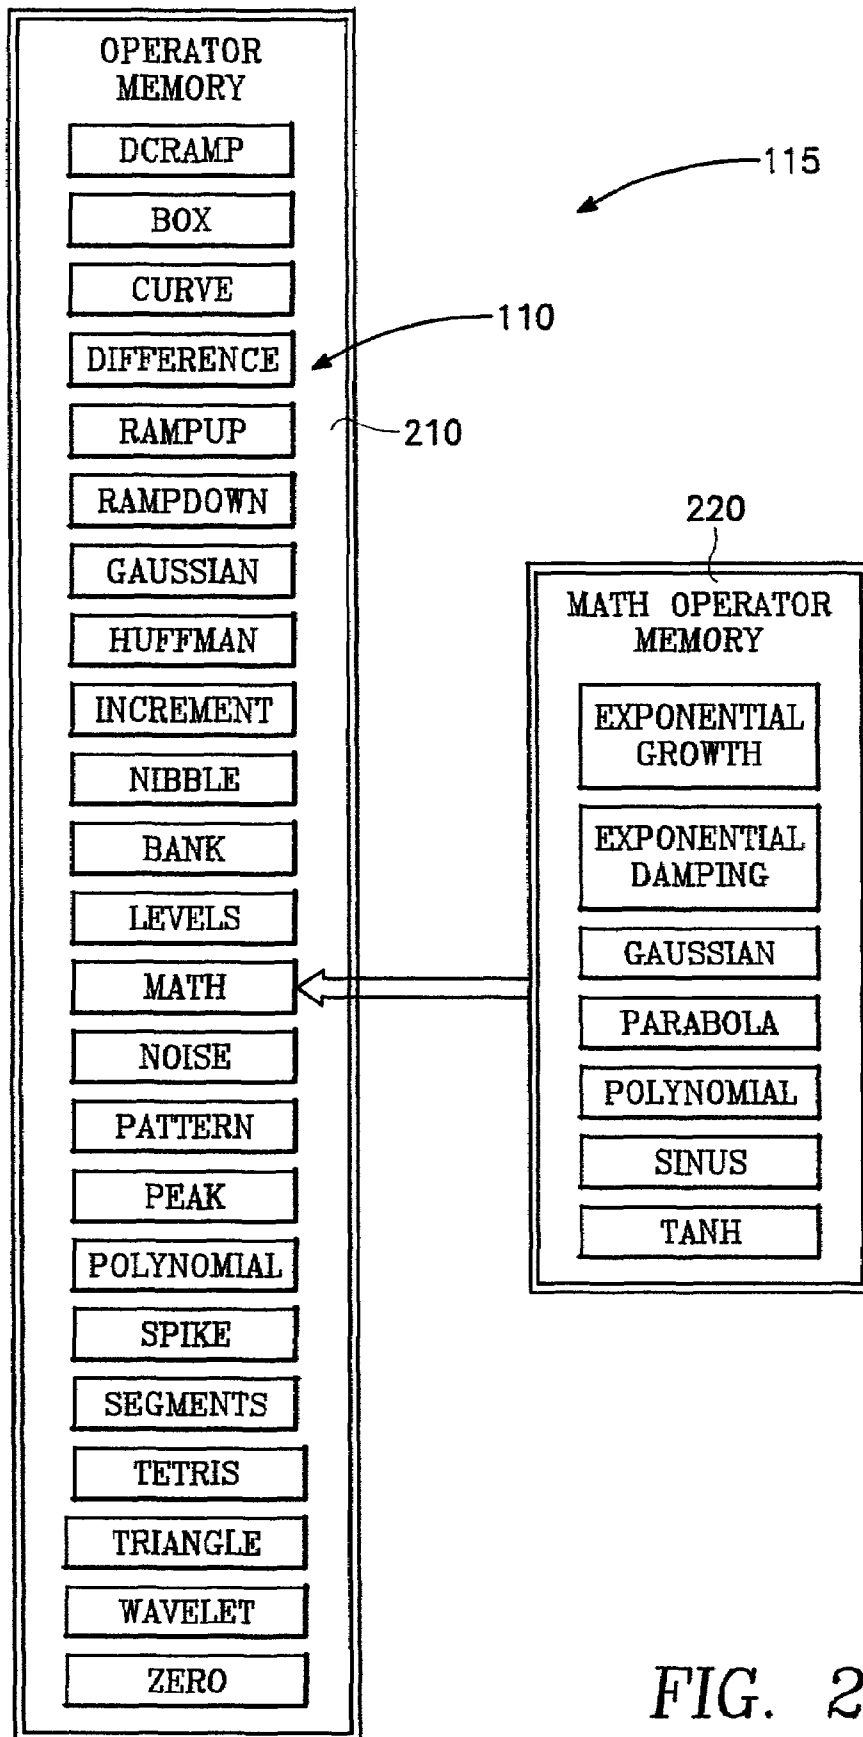 OPERATOR
MEMORY
DCRAMP
BOX
CURVE
DIFFERENCE
RAMPUP
RAMPDOWN
GAUSSIAN
HUFFMAN
INCREMENT
NIBBLE
BANK
LEVELS
MATH
NOISE
PATTERN
PEAK
POLYNOMIAL
SPIKE
SEGMENTS
TETRIS
TRIANGLE
WAVELET
ZERO
115
110
210
220
MATH OPERATOR
MEMORY
EXPONENTIAL
GROWTH
EXPONENTIAL
DAMPING
GAUSSIAN
PARABOLA
POLYNOMIAL
SINUS
TANH
FIG. 2